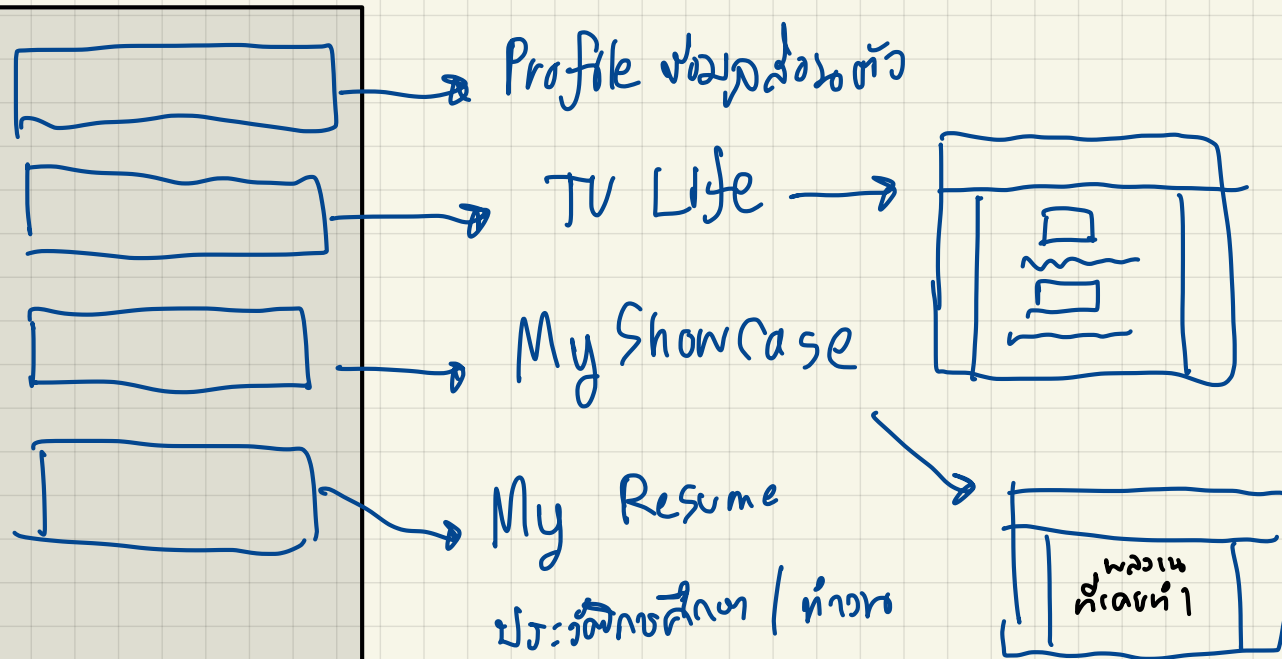 Profile ข้อมูลส่วนตัว
TU Life
My Showcase
My Resume
ประวัติการศึกษา / ทำงาน
ผลงาน
ที่เคยทำ